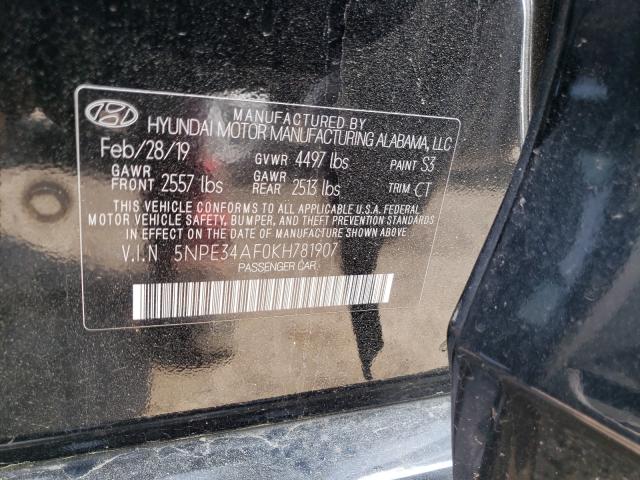 MANUFACTURED BY
HYUNDAI MOTOR MANUFACTURING ALABAMA, LLC
Feb/28/19 GVWR 4497 lbs PAINT S3
GAWR FRONT 2557 lbs GAWR REAR 2513 lbs TRIM CT
THIS VEHICLE CONFORMS TO ALL APPLICABLE U.S.A. FEDERAL
MOTOR VEHICLE SAFETY, BUMPER, AND THEFT PREVENTION STANDARDS
IN EFFECT ON THE DATE OF MANUFACTURE SHOWN ABOVE.
V.I.N 5NPE34AF0KH781907
PASSENGER CAR